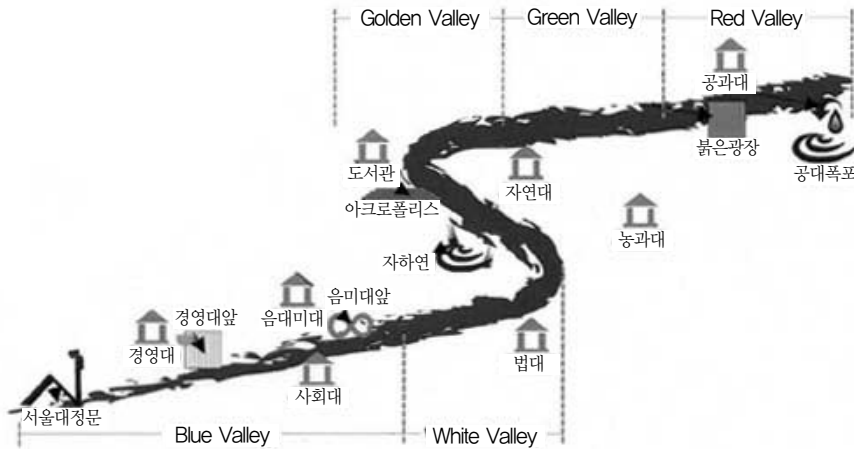 Golden Valley
Green Valley
Red Valley
공과대
도서관
붉은광장
자연대
공대폭포
아크로폴리스
농과대
자하연
음미대앞
경영대앞
음대미대
경영대
법대
사회대
서울대정문
Blue Valley
White Valley